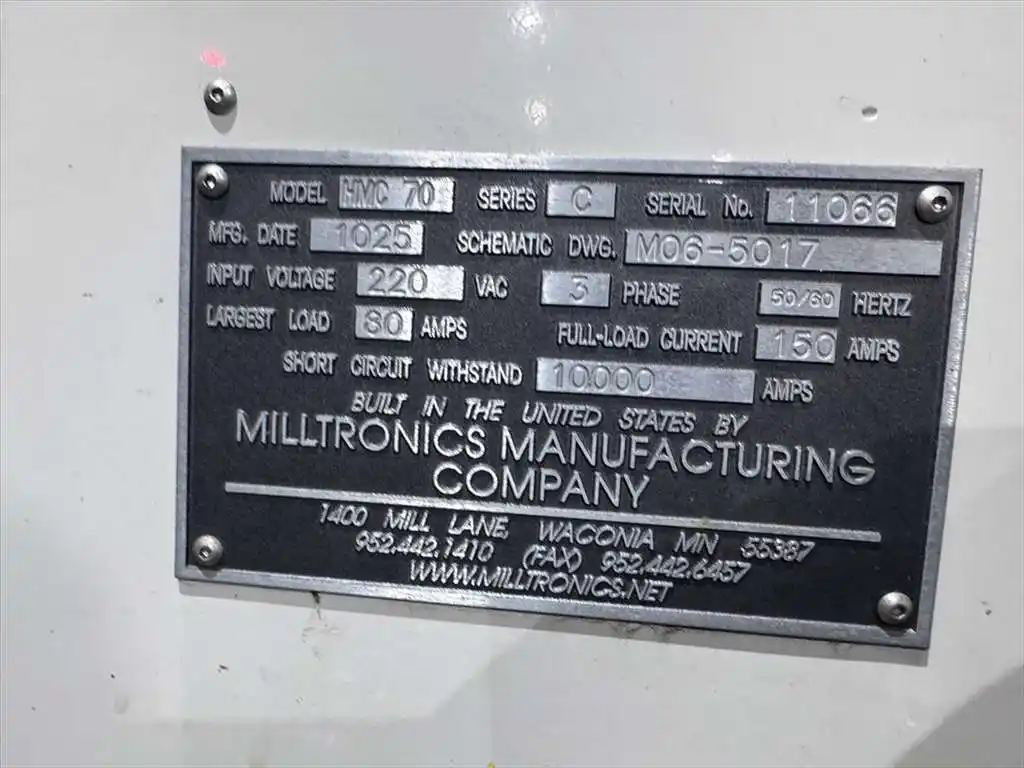 MODEL HMC 70 SERIES C SERIAL No. 11066
MFG. DATE 1025 SCHEMATIC DWG. M06-5017
INPUT VOLTAGE 220 VAC 3 PHASE 50/60 HERTZ
LARGEST LOAD 80 AMPS FULL-LOAD CURRENT 150 AMPS
SHORT CIRCUIT WITHSTAND 10000 AMPS
BUILT IN THE UNITED STATES BY
MILLTRONICS MANUFACTURING
COMPANY
1400 MILL LANE, WACONIA MN 55387
952.442.1410 (FAX) 952.442.6457
WWW.MILLTRONICS.NET